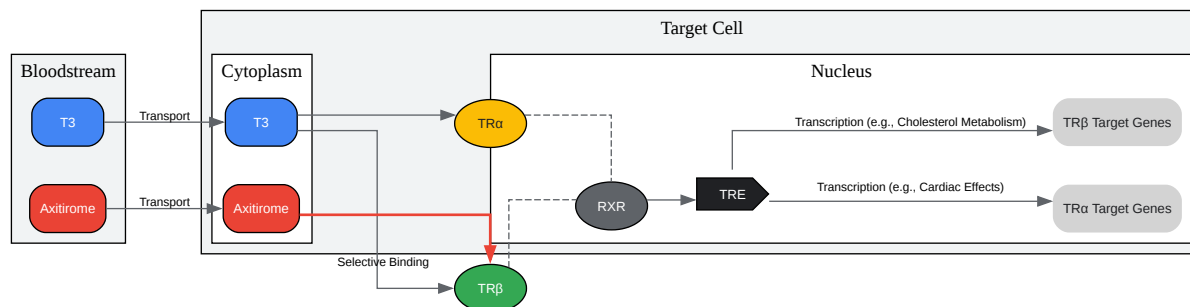 Target Cell
Bloodstream
Cytoplasm
Nucleus
T3
Transport
T3
TRα
Transcription (e.g., Cholesterol Metabolism)
TRβ Target Genes
Axitirome
Transport
Axitirome
RXR
TRE
Transcription (e.g., Cardiac Effects)
TRα Target Genes
Selective Binding
TRβ